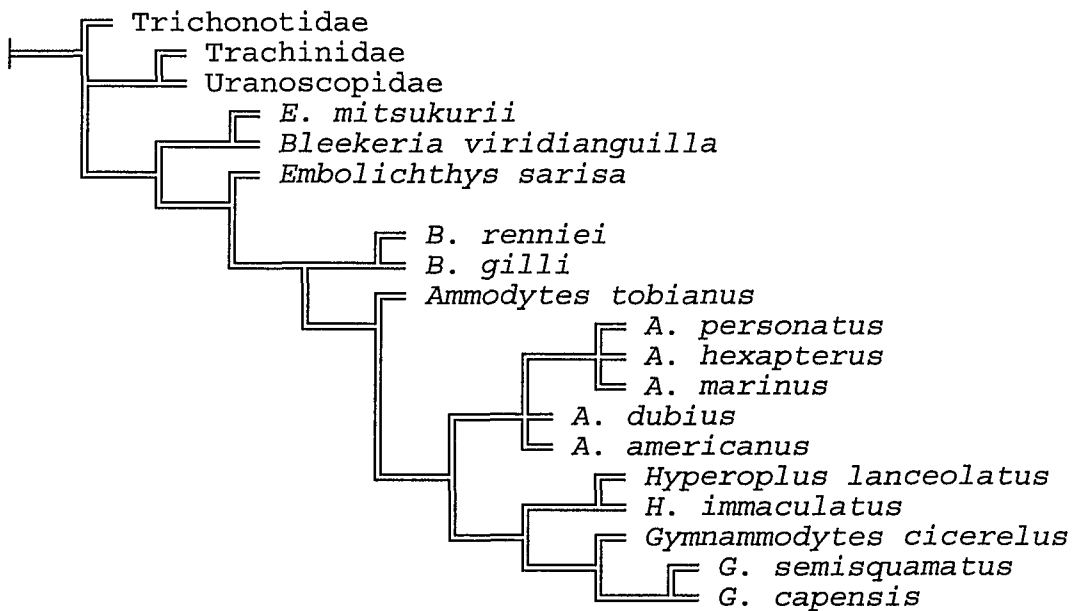 Trichonotidae
Trachinidae
Uranoscopidae
E. mitsukurii
Bleekeria viridianguilla
Embolichthys sarisa
B. renniei
B. gilli
Ammodytes tobianus
A. personatus
A. hexapterus
A. marinus
A. dubius
A. americanus
Hyperoplus lanceolatus
H. immaculatus
Gymnammodytes cicerelus
G. semisquamatus
G. capensis